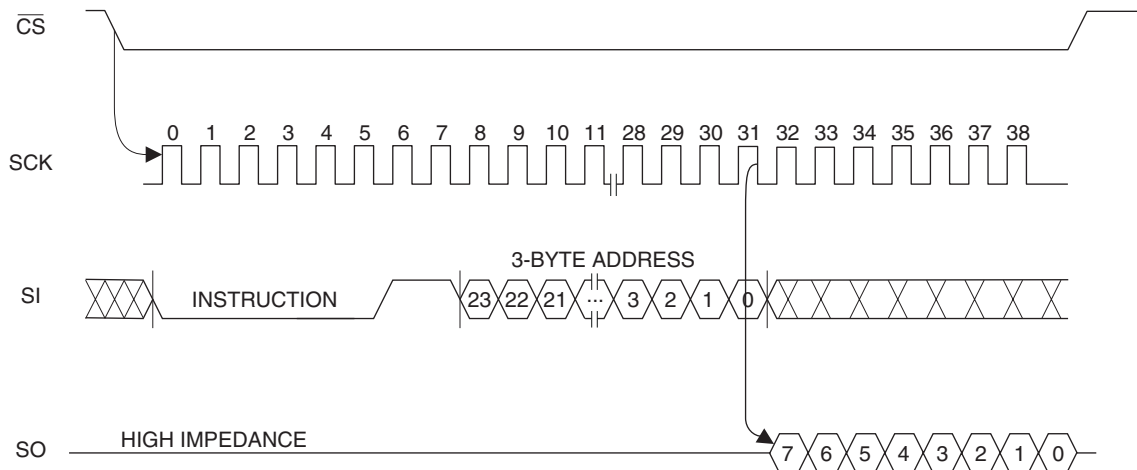 CS
0 1 2 3 4 5 6 7 8 9 10 11 28 29 30 31 32 33 34 35 36 37 38
SCK
3-BYTE ADDRESS
SI INSTRUCTION 23 22 21 ... 3 2 1 0
HIGH IMPEDANCE
SO 7 6 5 4 3 2 1 0